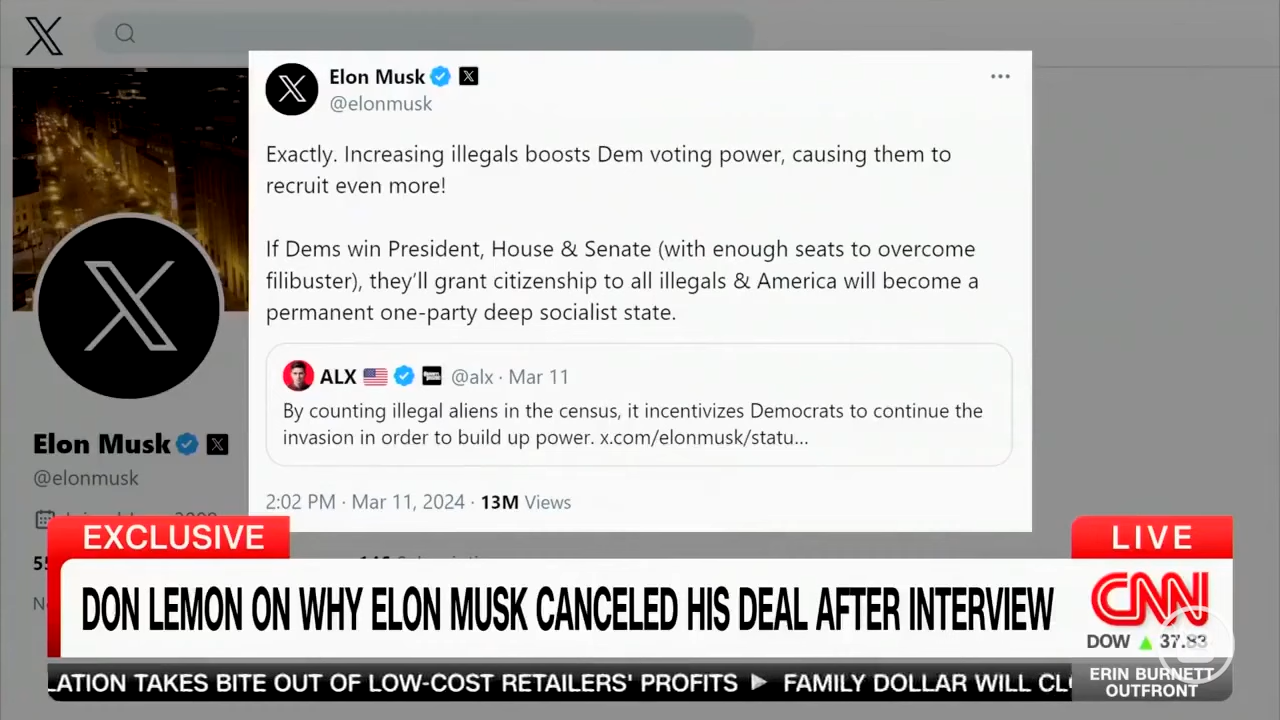 Elon Musk
@elonmusk
Exactly. Increasing illegals boosts Dem voting power, causing them to
recruit even more!
If Dems win President, House & Senate (with enough seats to overcome
filibuster), they'll grant citizenship to all illegals & America will become a
permanent one-party deep socialist state.
ALX @alx · Mar 11
By counting illegal aliens in the census, it incentivizes Democrats to continue the
invasion in order to build up power. x.com/elonmusk/statu...
2:02 PM · Mar 11, 2024 · 13M Views
Elon Musk
@elonmusk
EXCLUSIVE
LIVE
DON LEMON ON WHY ELON MUSK CANCELED HIS DEAL AFTER INTERVIEW
CNN
DOW ▲ 37.83
LATION TAKES BITE OUT OF LOW-COST RETAILERS' PROFITS ► FAMILY DOLLAR WILL CL
ERIN BURNETT
OUTFRONT